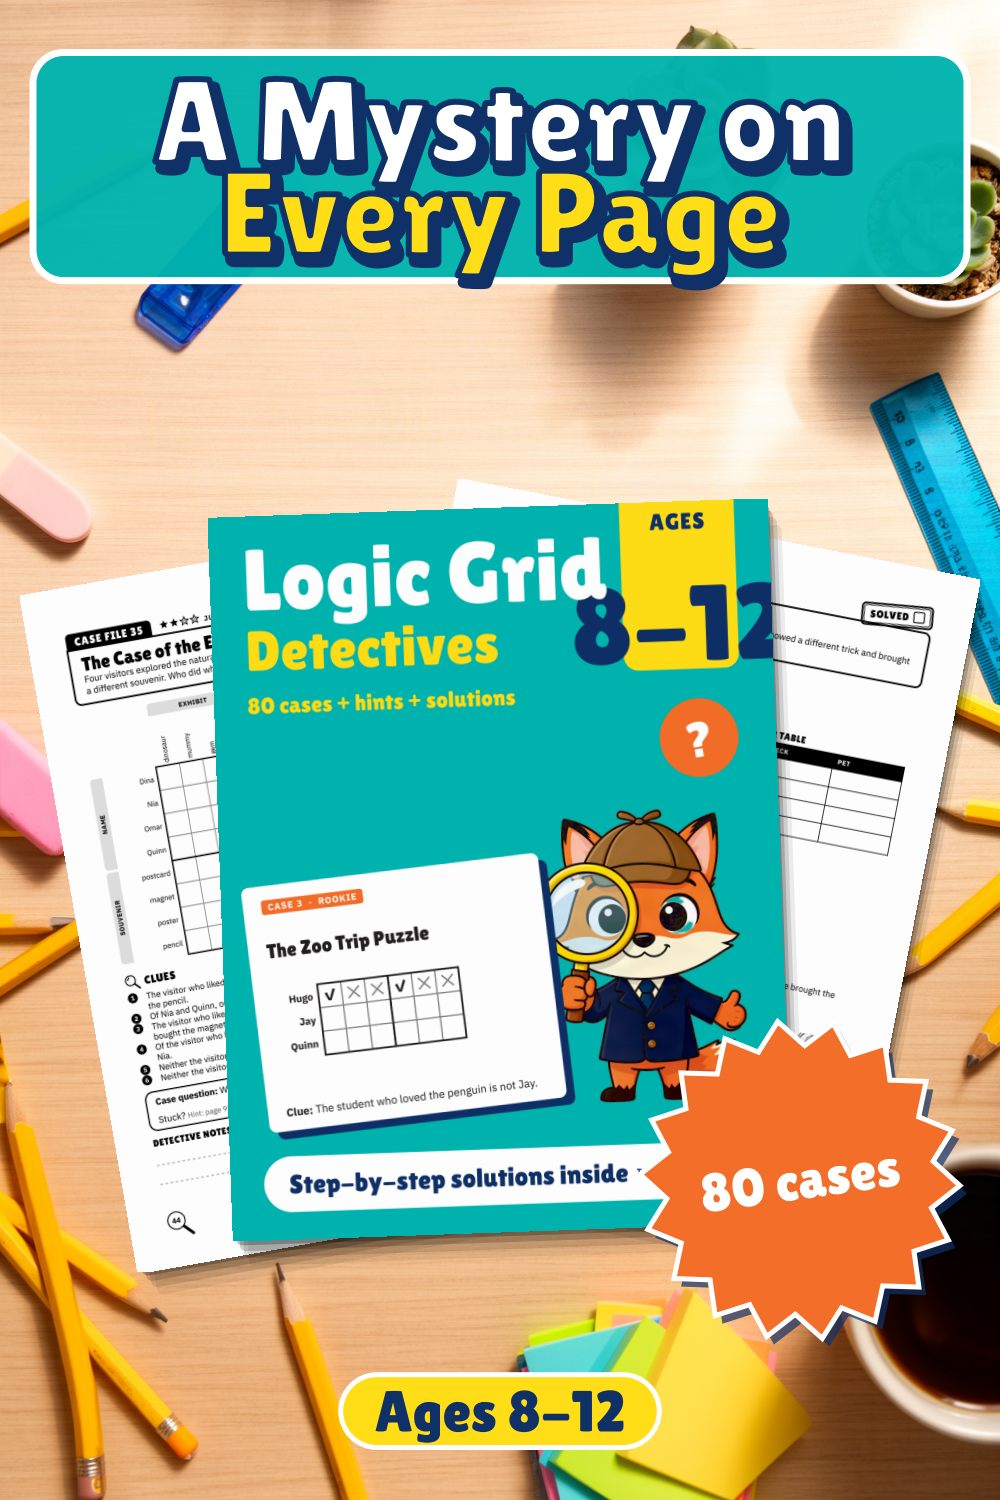 A Mystery on
Every Page
AGES
8–12
Logic Grid
Detectives
80 cases + hints + solutions
?
CASE 3 · ROOKIE
The Zoo Trip Puzzle
Hugo
Jay
Quinn
Clue: The student who loved the penguin is not Jay.
Step-by-step solutions inside
CASE FILE 35
The Case of the
Four visitors explored the
a different souvenir. Who did
EXHIBIT
dinosaur
mummy
NAME
Dina
Nia
Omar
Quinn
SOUVENIR
postcard
magnet
poster
pencil
CLUES
1 The visitor who liked
the pencil.
2 Of Nia and Quinn,
3 The visitor who
bought the magnet
4 Of the visitor who
Nia.
5 Neither the
6 Neither the
Case question:
Stuck? Hint: page
DETECTIVE
44
SOLVED
a different trick and brought
TABLE
PET
brought the
80 cases
Ages 8–12